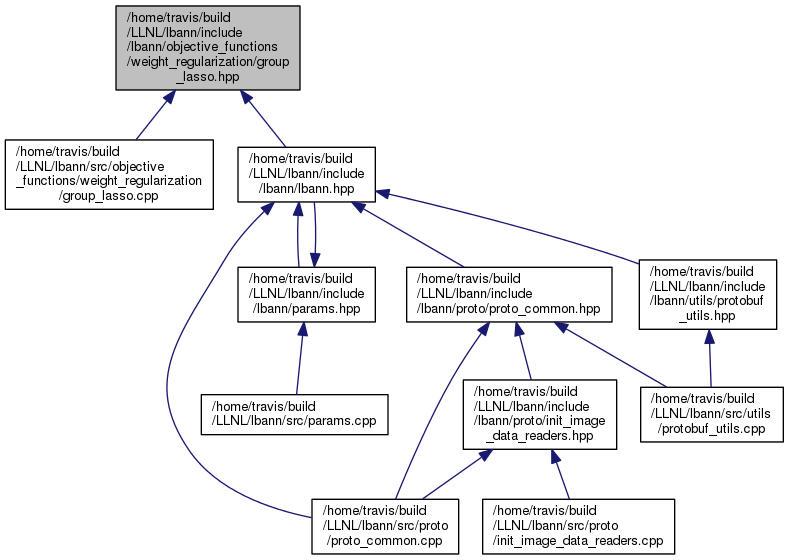 /home/travis/build
/LLNL/lbann/include
/lbann/objective_functions
/weight_regularization/group
_lasso.hpp
/home/travis/build
/LLNL/lbann/src/objective
_functions/weight_regularization
/group_lasso.cpp
/home/travis/build
/LLNL/lbann/include
/lbann/lbann.hpp
/home/travis/build
/LLNL/lbann/include
/lbann/params.hpp
/home/travis/build
/LLNL/lbann/include
/lbann/proto/proto_common.hpp
/home/travis/build
/LLNL/lbann/include
/lbann/utils/protobuf
_utils.hpp
/home/travis/build
/LLNL/lbann/src/params.cpp
/home/travis/build
/LLNL/lbann/include
/lbann/proto/init_image
_data_readers.hpp
/home/travis/build
/LLNL/lbann/src/utils
/protobuf_utils.cpp
/home/travis/build
/LLNL/lbann/src/proto
/proto_common.cpp
/home/travis/build
/LLNL/lbann/src/proto
/init_image_data_readers.cpp